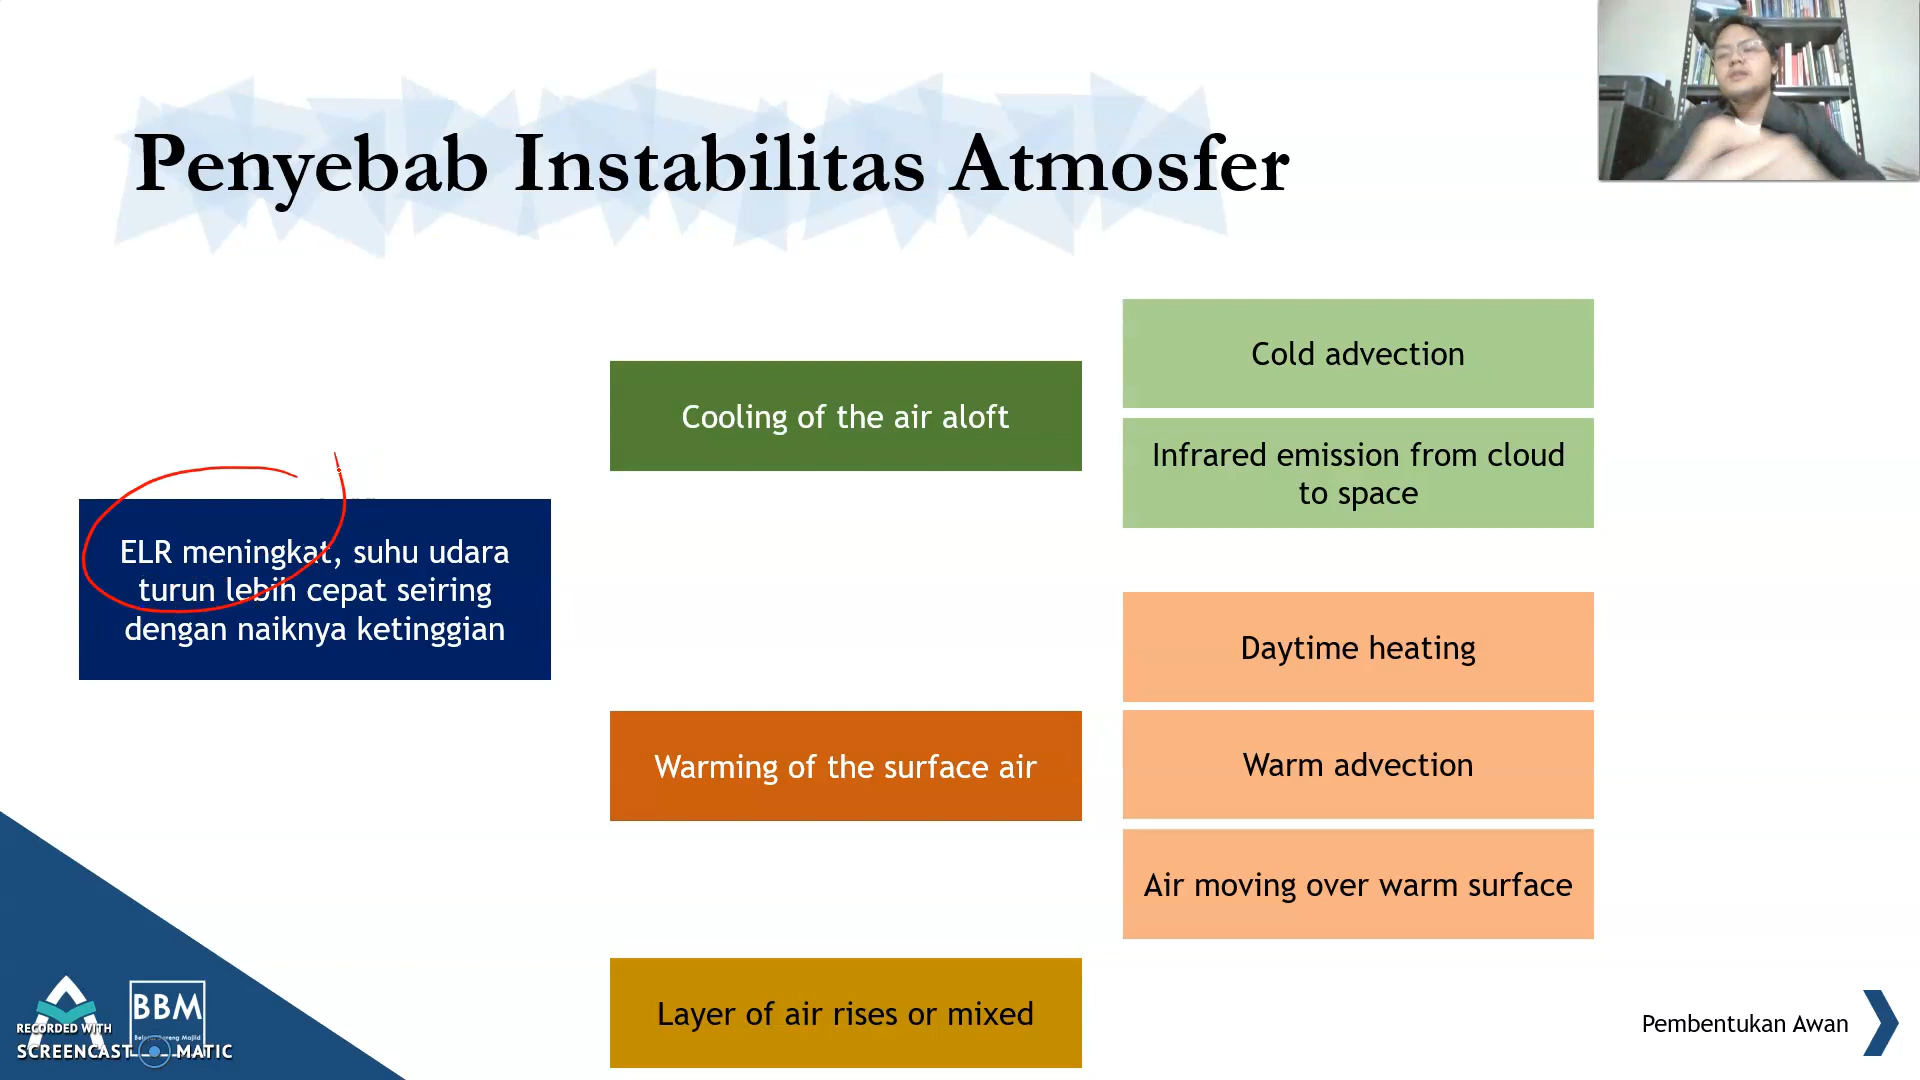 Penyebab Instabilitas Atmosfer
ELR meningkat, suhu udara
turun lebih cepat seiring
dengan naiknya ketinggian
Cooling of the air aloft
Cold advection
Infrared emission from cloud
to space
Warming of the surface air
Daytime heating
Warm advection
Air moving over warm surface
Layer of air rises or mixed
Pembentukan Awan
BBM
RECORDED WITH
SCREENCAST MATIC